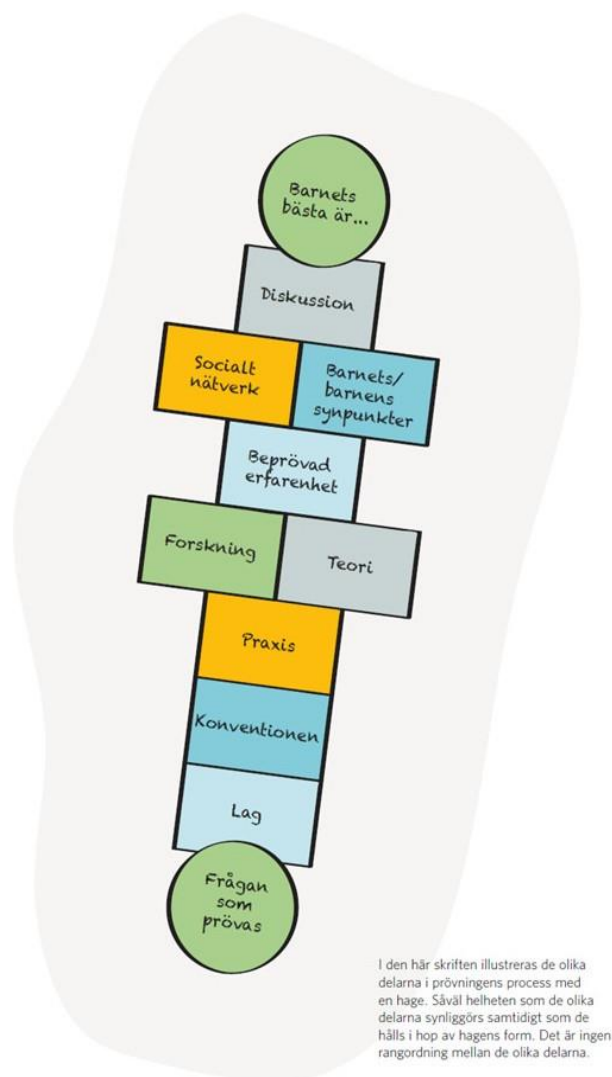 Barnets
bästa är...
Diskussion
Socialt
nätverk
Barnets/
barnens
synpunkter
Beprövad
erfarenhet
Forskning
Teori
Praxis
Konventionen
Lag
Frågan
som
prövas
I den här skriften illustreras de olika
delarna i prövningens process med
en hage. Såväl helheten som de olika
delarna synliggörs samtidigt som de
hålls i hop av hagens form. Det är ingen
rangordning mellan de olika delarna.